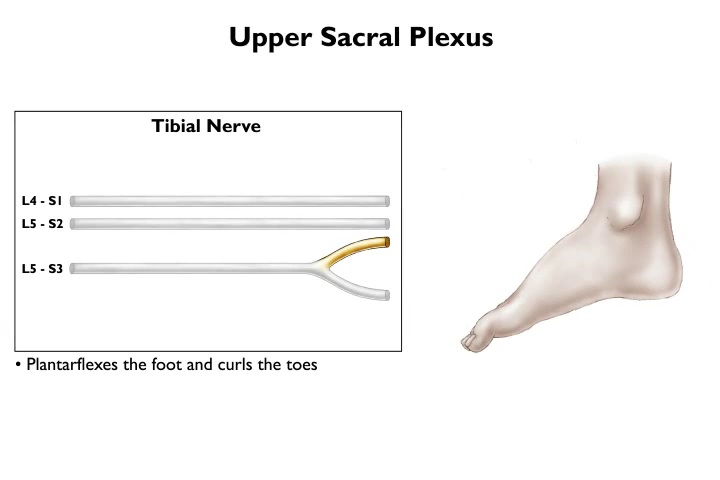 Upper Sacral Plexus
Tibial Nerve
L4 - S1
L5 - S2
L5 - S3
• Plantarflexes the foot and curls the toes